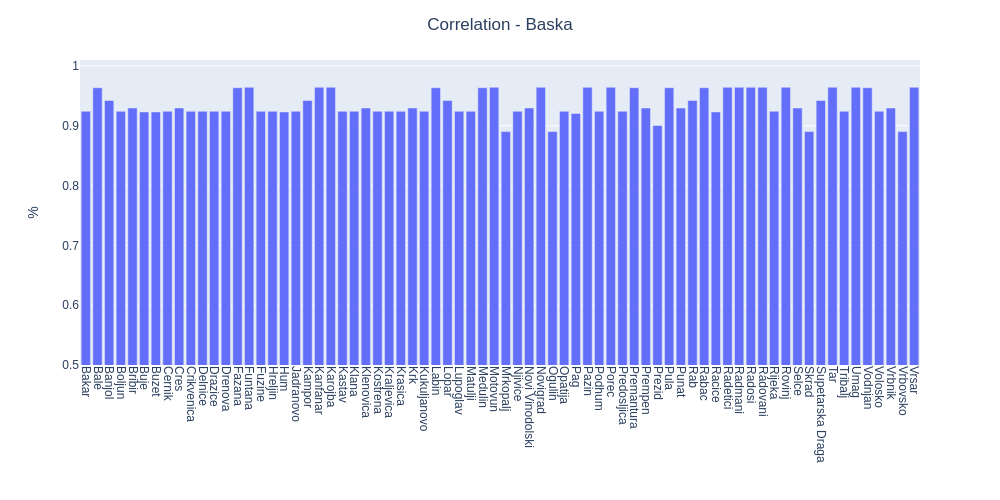 Correlation - Baska
%
1
0.9
0.8
0.7
0.6
0.5
Bakar
Bale
Banjol
Boljun
Bribir
Buje
Buzet
Cernik
Cres
Crikvenica
Delnice
Drazice
Drenova
Fazana
Funtana
Fuzine
Hreljin
Hum
Jadranovo
Kampor
Kanfanar
Karojba
Kastav
Klana
Klenovica
Kostrena
Kraljevica
Krasica
Krk
Kukuljanovo
Labin
Lopar
Lupoglav
Matulji
Medulin
Motovun
Mrkopalj
Njivice
Novi Vinodolski
Novigrad
Ogulin
Opatija
Pag
Pazin
Podhum
Porec
Predosljica
Premantura
Prempen
Prezid
Pula
Punat
Rab
Rabac
Racice
Radetici
Radmani
Radosi
Radovani
Rijeka
Rovinj
Selce
Skrad
Supetarska Draga
Tar
Tribalj
Umag
Vodnjan
Volosko
Vrbnik
Vrbovsko
Vrsar